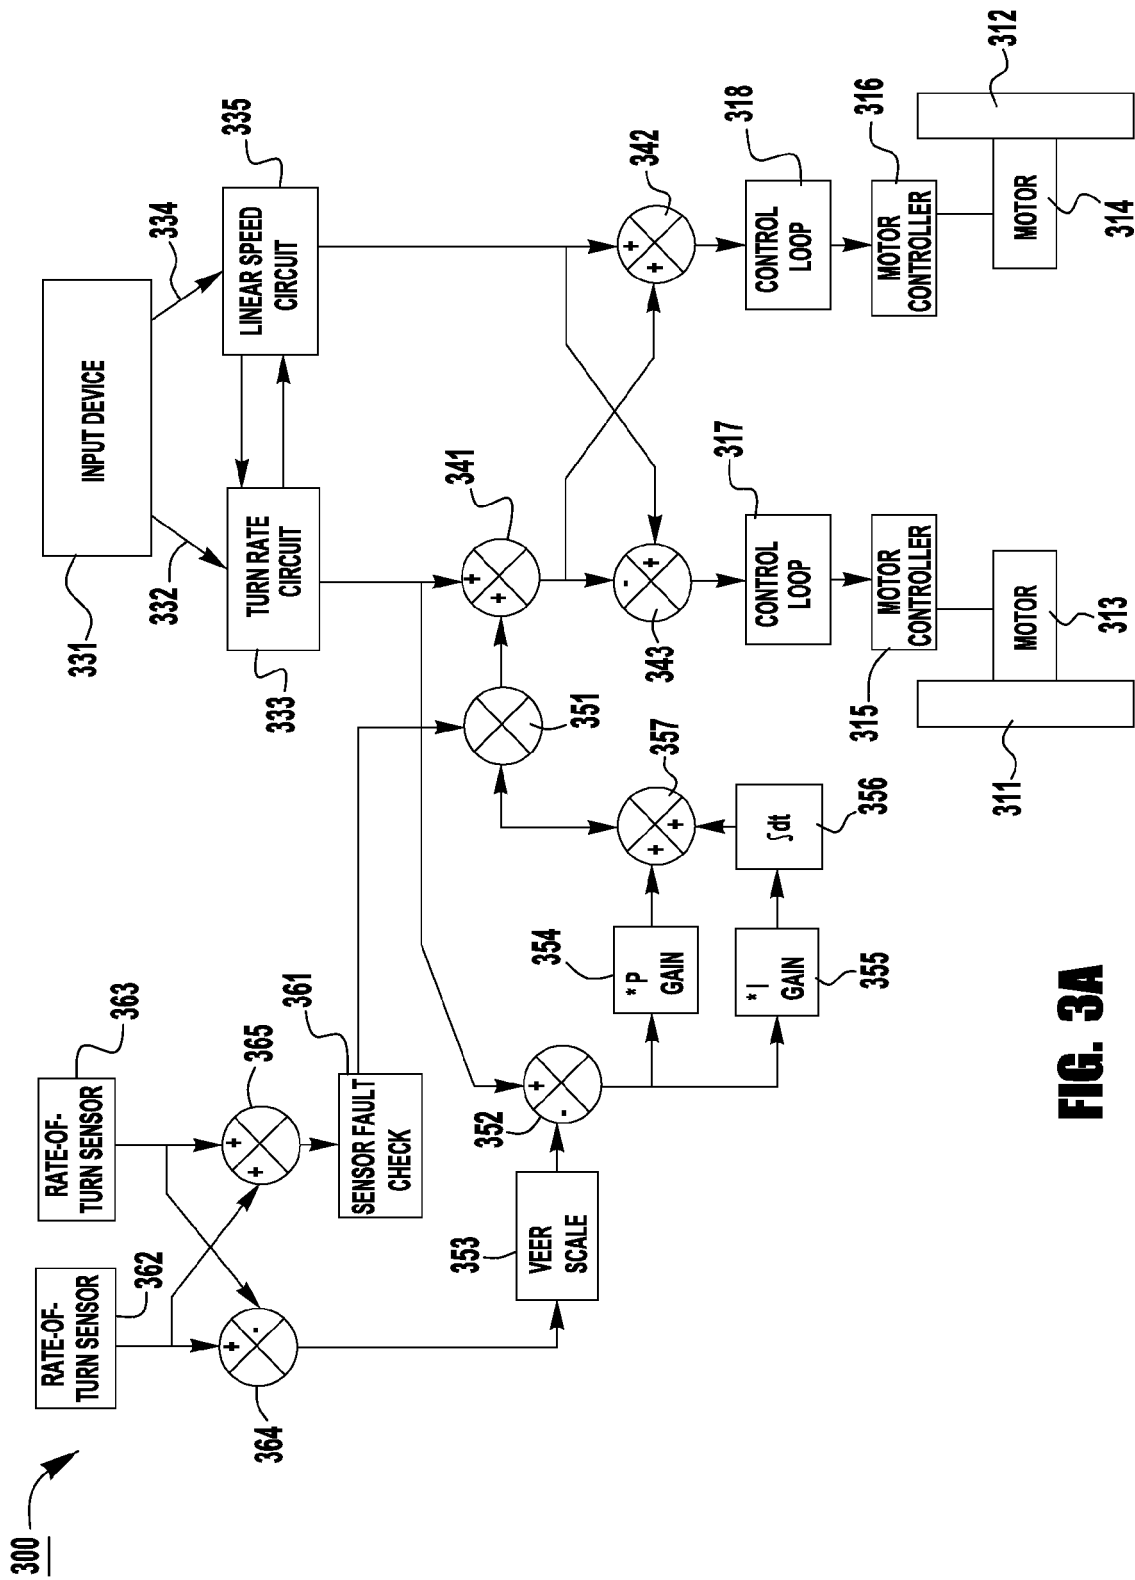 300
RATE-OF-
TURN SENSOR
362
RATE-OF-
TURN SENSOR
363
+
-
364
+
+
365
SENSOR FAULT
CHECK
361
VEER
SCALE
353
+
-
352
* P
GAIN
354
* I
GAIN
355
∫dt
356
+
+
357
351
INPUT DEVICE
331
332
334
TURN RATE
CIRCUIT
333
LINEAR SPEED
CIRCUIT
335
+
+
341
+
+
342
-
+
343
CONTROL
LOOP
317
CONTROL
LOOP
318
MOTOR
CONTROLLER
315
MOTOR
CONTROLLER
316
MOTOR
313
MOTOR
314
311
312
FIG. 3A